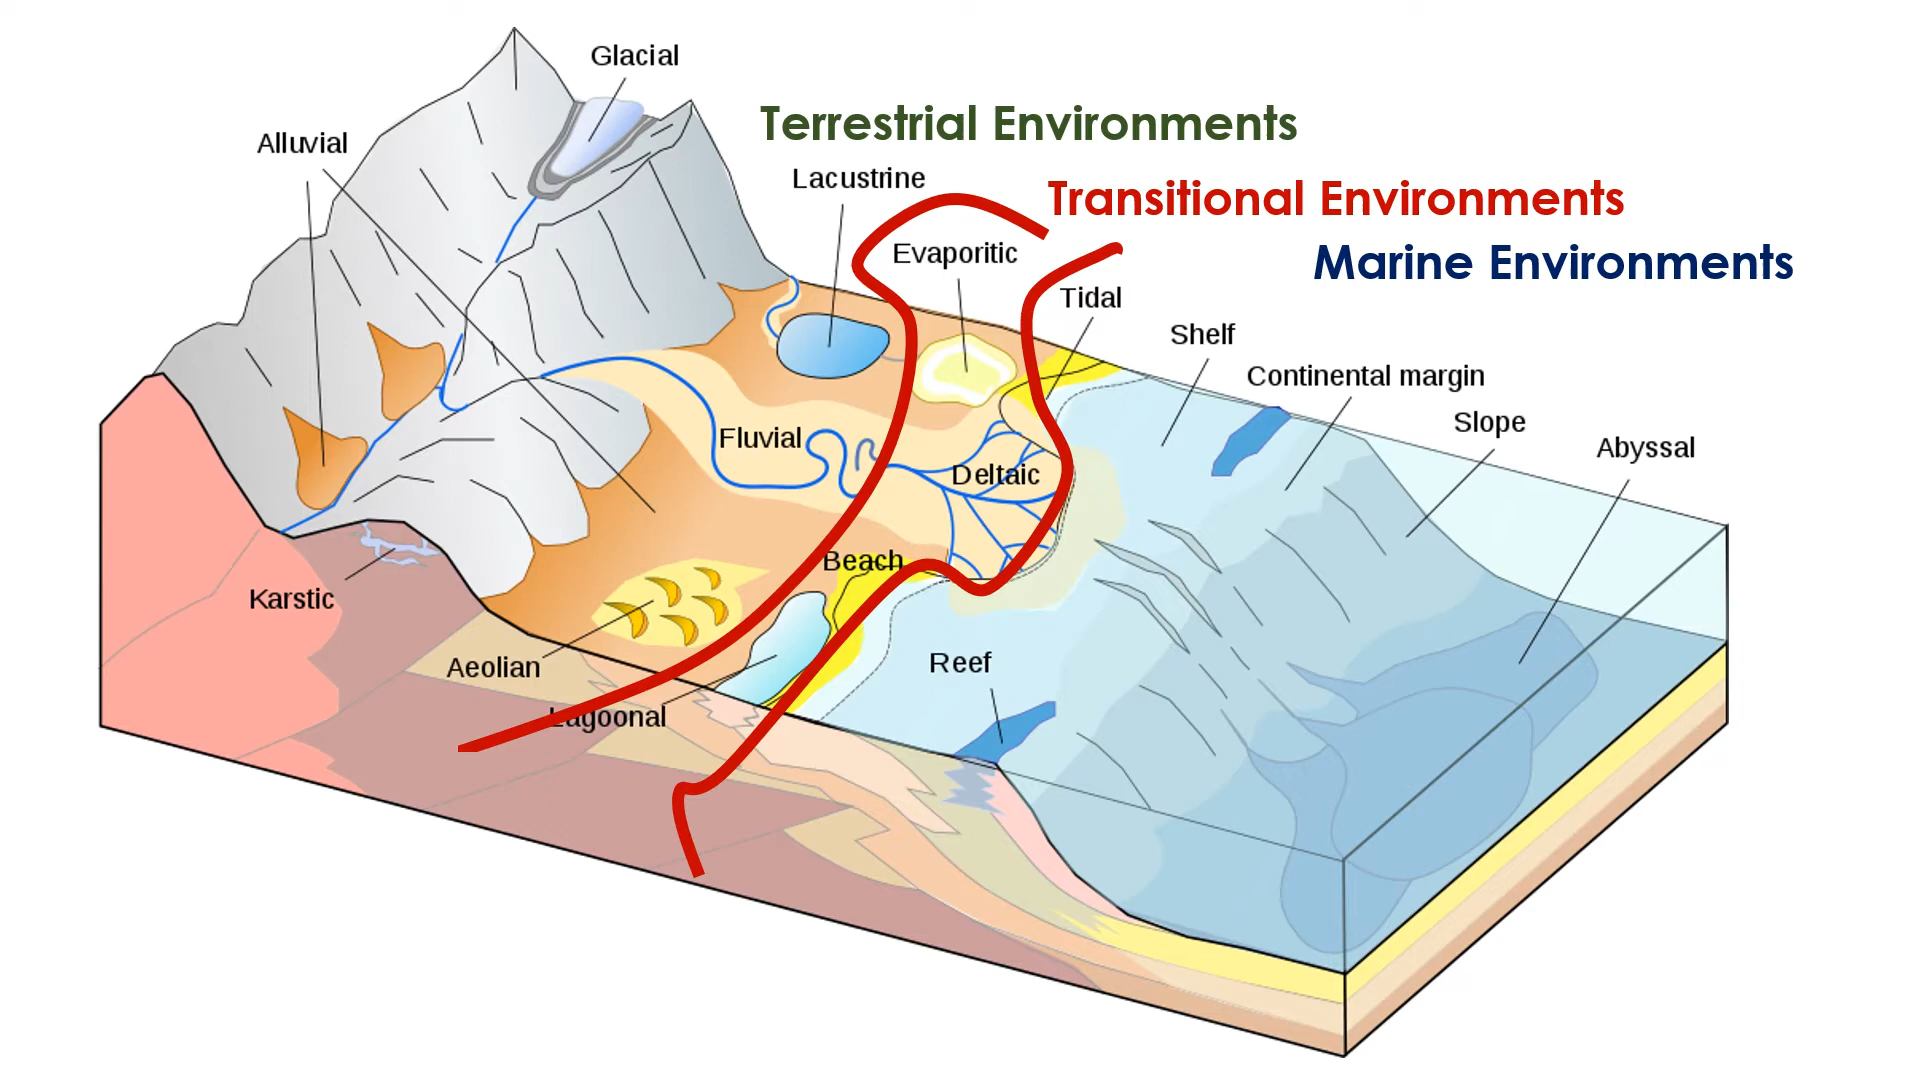 Glacial
Terrestrial Environments
Alluvial
Lacustrine
Transitional Environments
Evaporitic
Marine Environments
Tidal
Shelf
Continental margin
Slope
Fluvial
Abyssal
Deltaic
Beach
Karstic
Reef
Aeolian
Lagoonal